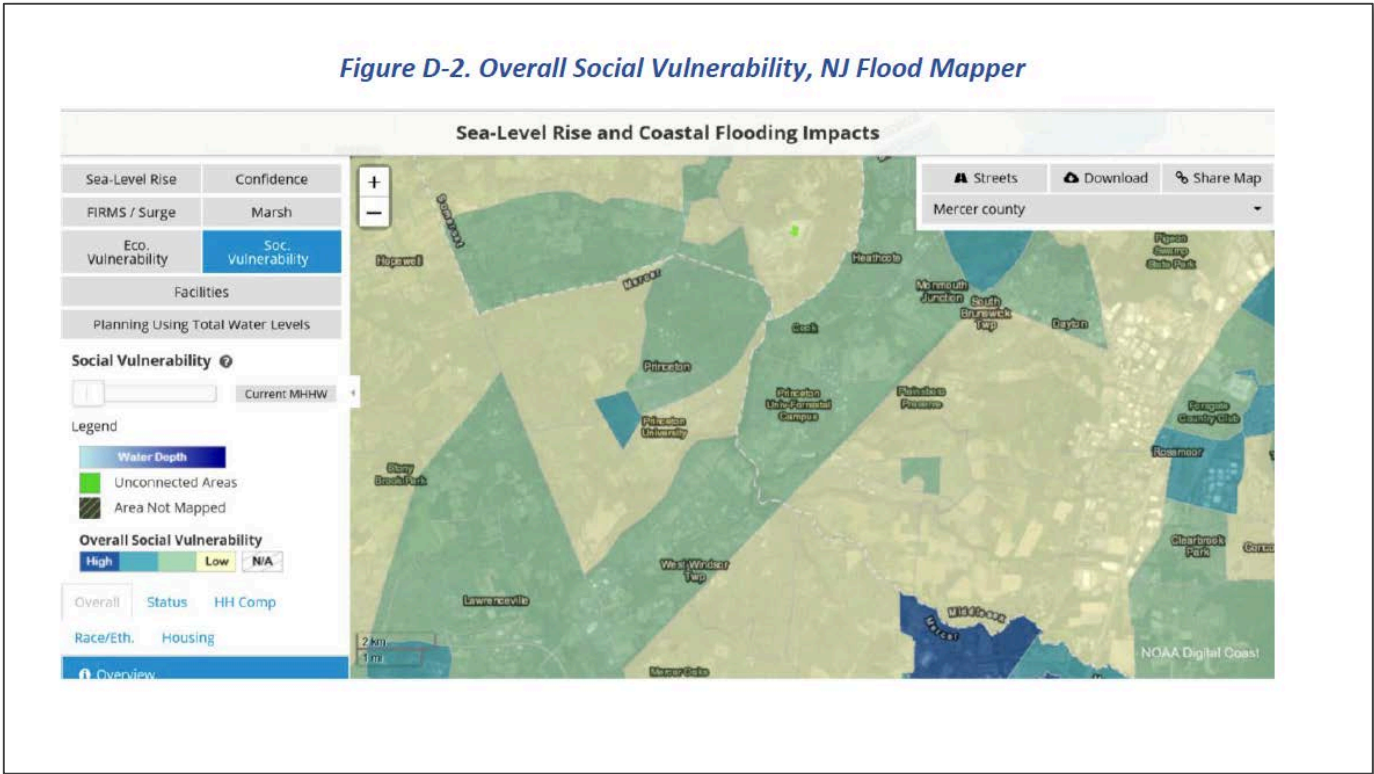 Figure D-2. Overall Social Vulnerability, NJ Flood Mapper
Sea-Level Rise and Coastal Flooding Impacts
Sea-Level Rise
Confidence
FIRMS / Surge
Marsh
Eco.
Vulnerability
Soc.
Vulnerability
Facilities
Planning Using Total Water Levels
Social Vulnerability ?
Current MHHW
Legend
Water Depth
Unconnected Areas
Area Not Mapped
Overall Social Vulnerability
High
Low
N/A
Overall
Status
HH Comp
Race/Eth.
Housing
Overview
+
−
Streets
Download
Share Map
Mercer county
Somerset
Hopewell
Mercer
Heathcote
Pigeon
Swamp
State Park
Monmouth
Junction
South
Brunswick
Twp
Dayton
Cook
Princeton
Princeton
Univ-Forrestal
Campus
Plainsboro
Preserve
Princeton
University
Forsgate
Country Club
Rossmoor
Stony
Brook Park
Clearbrook
Park
West Windsor
Twp
Lawrenceville
Middlesex
Mercer
2 km
1 mi
Mercer Oaks
NOAA Digital Coast